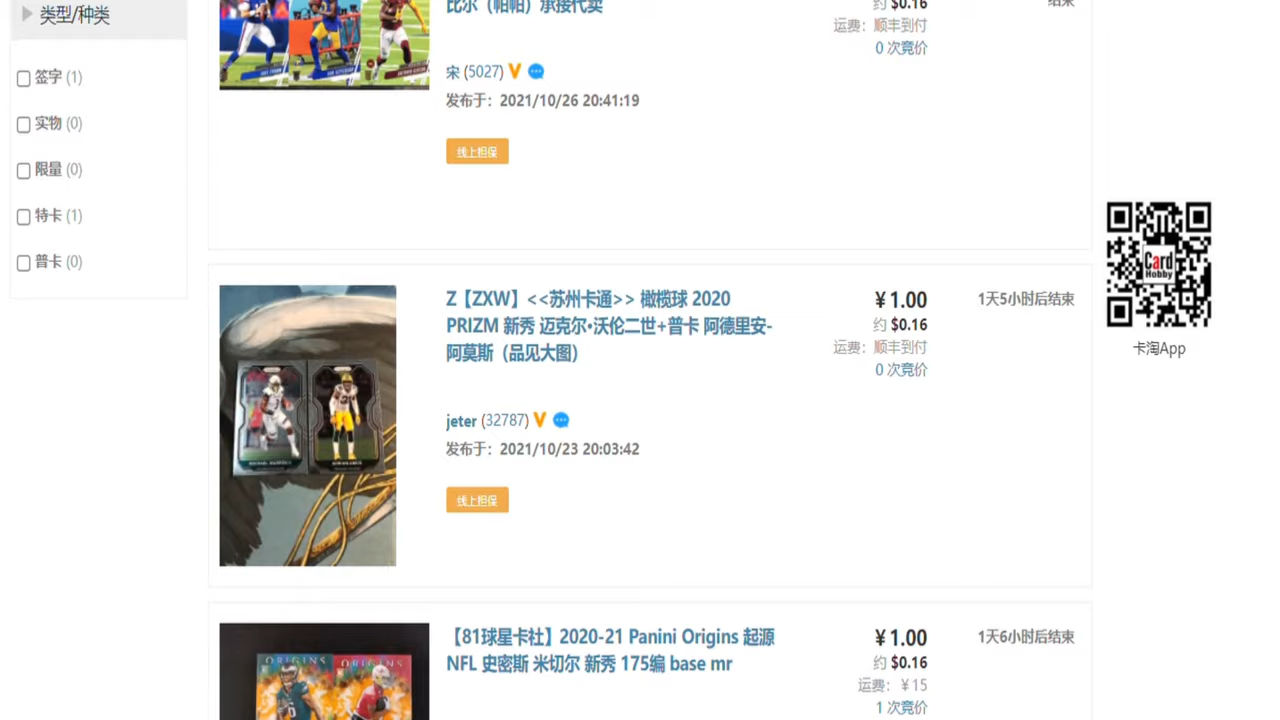 类型/种类
签字 (1)
实物 (0)
限量 (0)
特卡 (1)
普卡 (0)
比尔（帕帕）承接代卖
约 $0.16
结束
运费：顺丰到付
0 次竞价
宋 (5027)
发布于：2021/10/26 20:41:19
线上担保
Z【ZXW】<<苏州卡通>> 橄榄球 2020
PRIZM 新秀 迈克尔·沃伦二世+普卡 阿德里安-
阿莫斯（品见大图）
¥ 1.00
约 $0.16
运费：顺丰到付
0 次竞价
1天5小时后结束
jeter (32787)
发布于：2021/10/23 20:03:42
线上担保
Card
Hobby
卡淘App
ORIGINS
ORIGINS
【81球星卡社】2020-21 Panini Origins 起源
NFL 史密斯 米切尔 新秀 175编 base mr
¥ 1.00
约 $0.16
运费：¥ 15
1 次竞价
1天6小时后结束